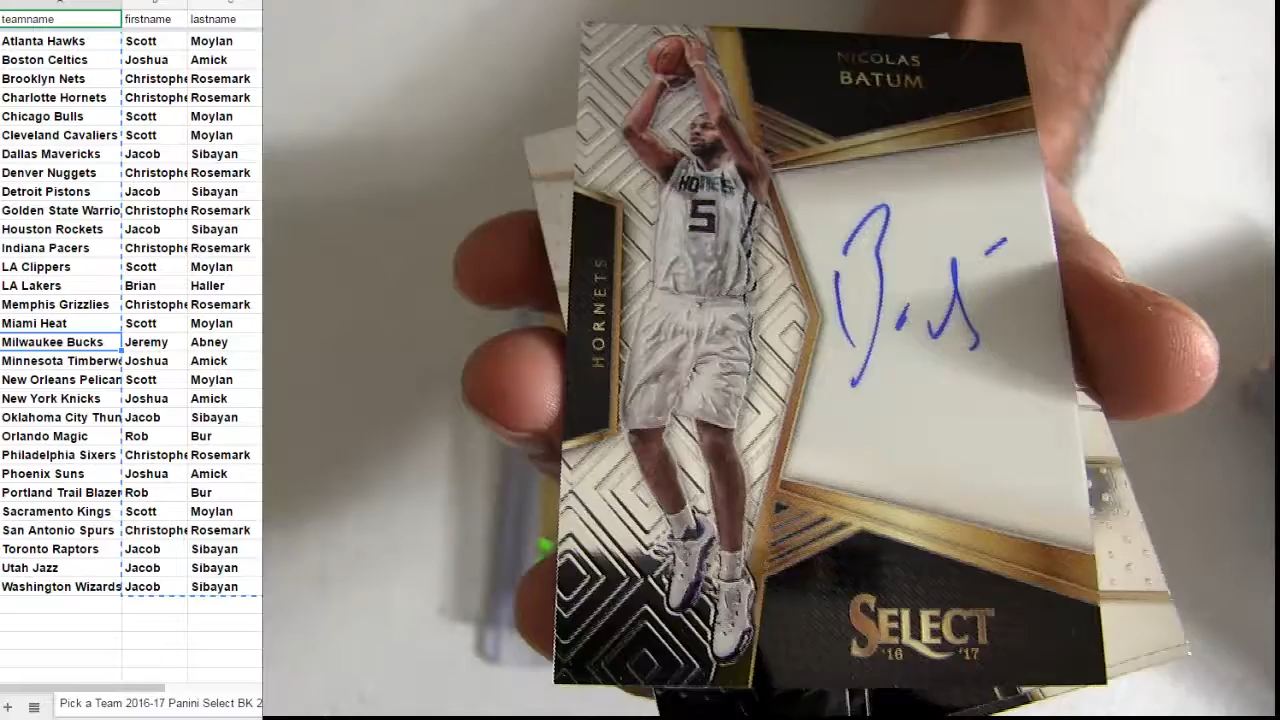 teamname firstname lastname
Atlanta Hawks Scott Moylan
Boston Celtics Joshua Amick
Brooklyn Nets Christophe Rosemark
Charlotte Hornets Christophe Rosemark
Chicago Bulls Scott Moylan
Cleveland Cavaliers Scott Moylan
Dallas Mavericks Jacob Sibayan
Denver Nuggets Christophe Rosemark
Detroit Pistons Jacob Sibayan
Golden State Warrio Christophe Rosemark
Houston Rockets Jacob Sibayan
Indiana Pacers Christophe Rosemark
LA Clippers Scott Moylan
LA Lakers Brian Haller
Memphis Grizzlies Christophe Rosemark
Miami Heat Scott Moylan
Milwaukee Bucks Jeremy Abney
Minnesota Timberwo Joshua Amick
New Orleans Pelican Scott Moylan
New York Knicks Joshua Amick
Oklahoma City Thun Jacob Sibayan
Orlando Magic Rob Bur
Philadelphia Sixers Christophe Rosemark
Phoenix Suns Joshua Amick
Portland Trail Blazer Rob Bur
Sacramento Kings Scott Moylan
San Antonio Spurs Christophe Rosemark
Toronto Raptors Jacob Sibayan
Utah Jazz Jacob Sibayan
Washington Wizards Jacob Sibayan
Pick a Team 2016-17 Panini Select BK 2
NICOLAS
BATUM
HORNETS
5
HORNETS
SELECT
'16 '17